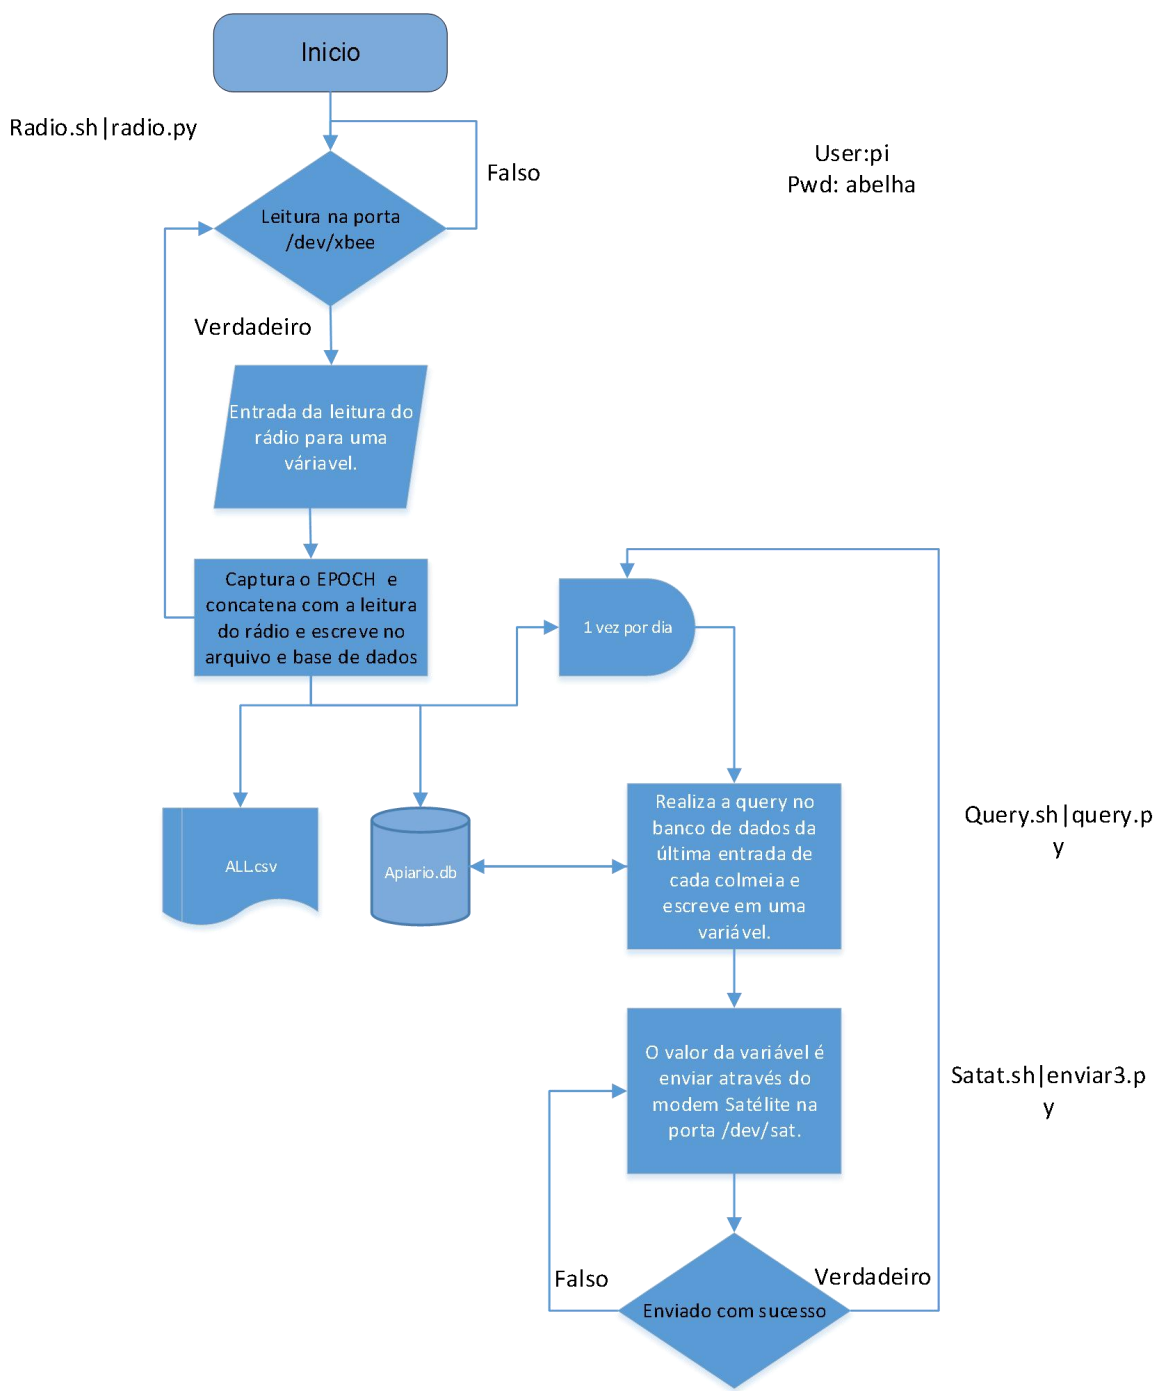 Inicio
Radio.sh|radio.py
User:pi
Pwd: abelha
Falso
Leitura na porta
/dev/xbee
Verdadeiro
Entrada da leitura do
rádio para uma
váriavel.
Captura o EPOCH e
concatena com a leitura
do rádio e escreve no
arquivo e base de dados
1 vez por dia
ALL.csv
Apiario.db
Realiza a query no
banco de dados da
última entrada de
cada colmeia e
escreve em uma
variável.
Query.sh|query.p
y
O valor da variável é
enviar através do
modem Satélite na
porta /dev/sat.
Satat.sh|enviar3.p
y
Falso
Verdadeiro
Enviado com sucesso